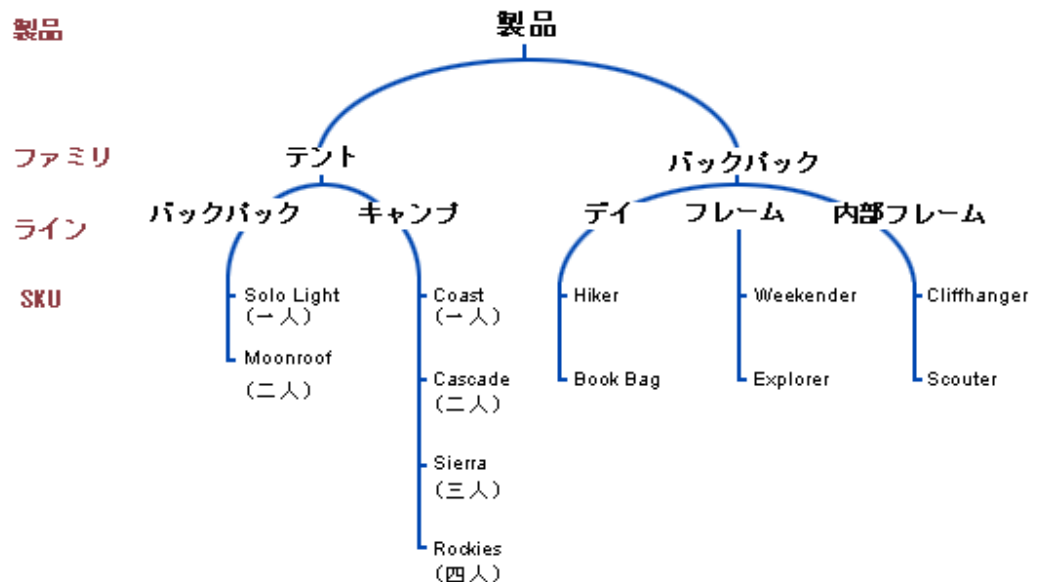 製品
製品
ファミリ
テント
バックパック
ライン
バックパック
キャンプ
デイ
フレーム
内部フレーム
SKU
Solo Light
(一人)
Moonroof
(二人)
Coast
(一人)
Cascade
(二人)
Sierra
(三人)
Rockies
(四人)
Hiker
Book Bag
Weekender
Explorer
Cliffhanger
Scouter